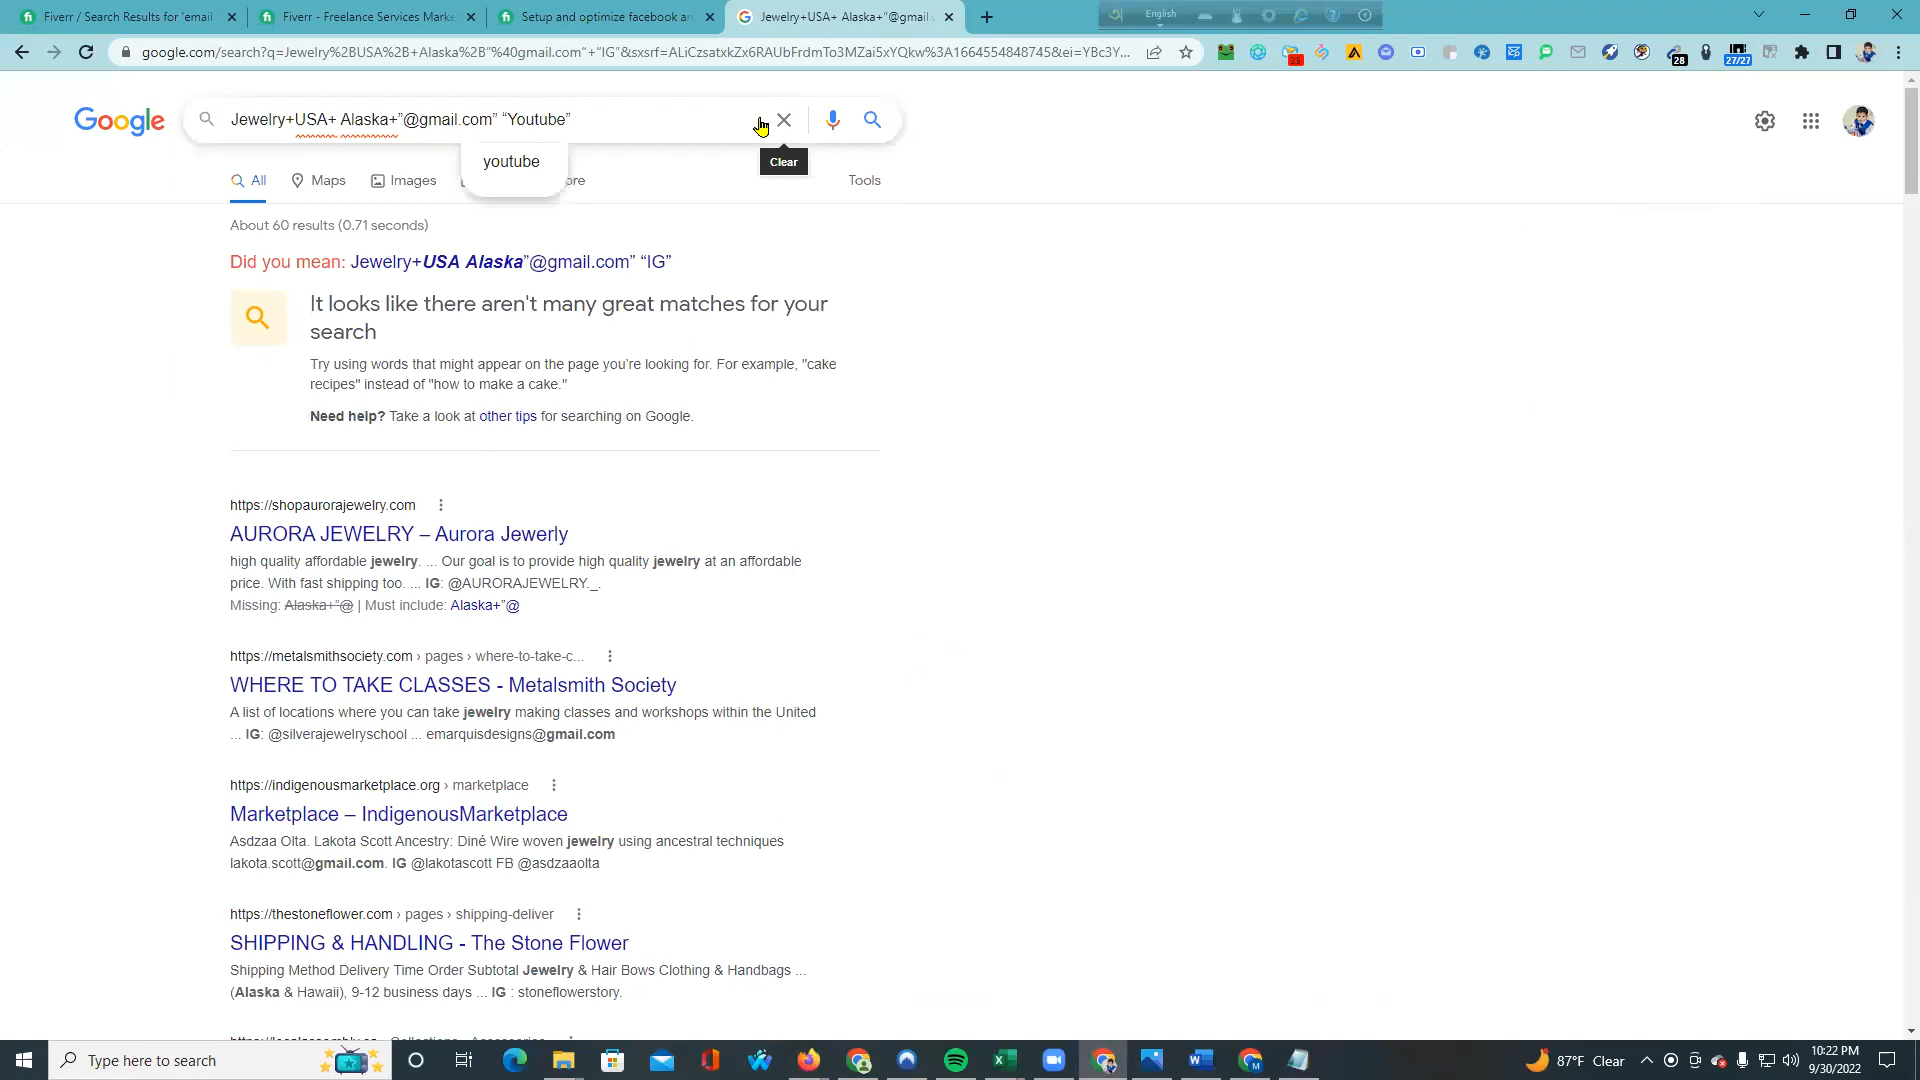 Fiverr / Search Results for 'email
Fiverr - Freelance Services Marke
Setup and optimize facebook an
Jewelry+USA+ Alaska+"@gmail.
English
google.com/search?q=Jewelry%2BUSA%2B+Alaska%2B"%40gmail.com"+"IG"&sxsrf=ALiCzsatxkZx6RAUbFrdmTo3MZai5xYQkw%3A1664554848745&ei=YBc3Y...
25
28
27/27
Google
Jewelry+USA+ Alaska+"@gmail.com" "Youtube"
youtube
Clear
All
Maps
Images
ore
Tools
About 60 results (0.71 seconds)
Did you mean: Jewelry+USA Alaska"@gmail.com" "IG"
It looks like there aren't many great matches for your
search
Try using words that might appear on the page you're looking for. For example, "cake
recipes" instead of "how to make a cake."
Need help? Take a look at other tips for searching on Google.
https://shopaurorajewelry.com
AURORA JEWELRY – Aurora Jewerly
high quality affordable jewelry. ... Our goal is to provide high quality jewelry at an affordable
price. With fast shipping too. ... IG: @AURORAJEWELRY._.
Missing: Alaska+"@ | Must include: Alaska+"@
https://metalsmithsociety.com › pages › where-to-take-c...
WHERE TO TAKE CLASSES - Metalsmith Society
A list of locations where you can take jewelry making classes and workshops within the United
... IG: @silverajewelryschool ... emarquisdesigns@gmail.com
https://indigenousmarketplace.org › marketplace
Marketplace – IndigenousMarketplace
Asdzaa Olta. Lakota Scott Ancestry: Diné Wire woven jewelry using ancestral techniques
lakota.scott@gmail.com. IG @lakotascott FB @asdzaaolta
https://thestoneflower.com › pages › shipping-deliver
SHIPPING & HANDLING - The Stone Flower
Shipping Method Delivery Time Order Subtotal Jewelry & Hair Bows Clothing & Handbags ...
(Alaska & Hawaii), 9-12 business days ... IG : stoneflowerstory.
Type here to search
87°F Clear
10:22 PM
9/30/2022